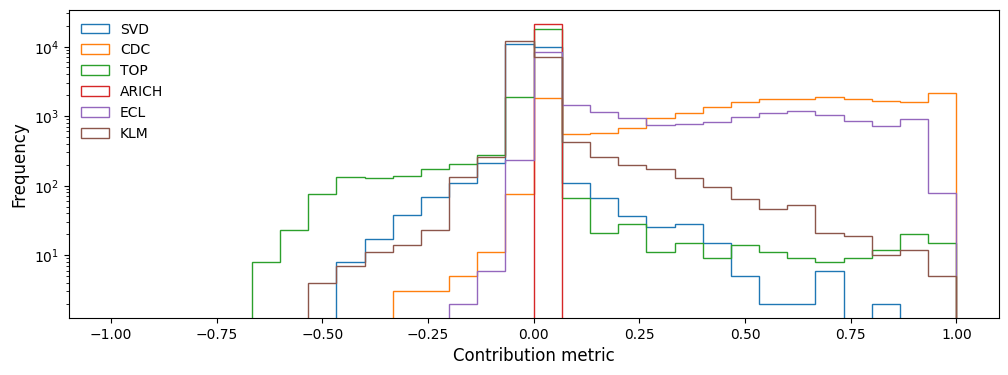 SVD
CDC
TOP
ARICH
ECL
KLM
Frequency
10⁴
10³
10²
10¹
−1.00 −0.75 −0.50 −0.25 0.00 0.25 0.50 0.75 1.00
Contribution metric